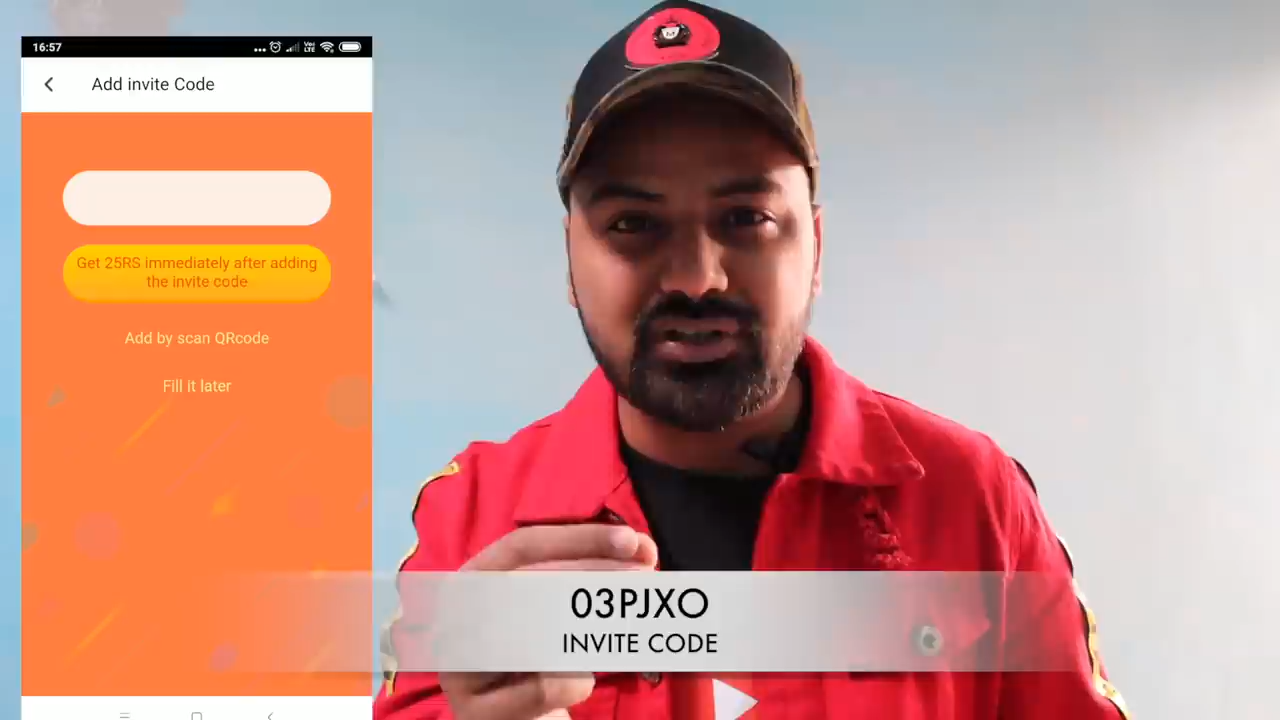 16:57
Add invite Code
Get 25RS immediately after adding
the invite code
Add by scan QRcode
Fill it later
03PJXO
INVITE CODE